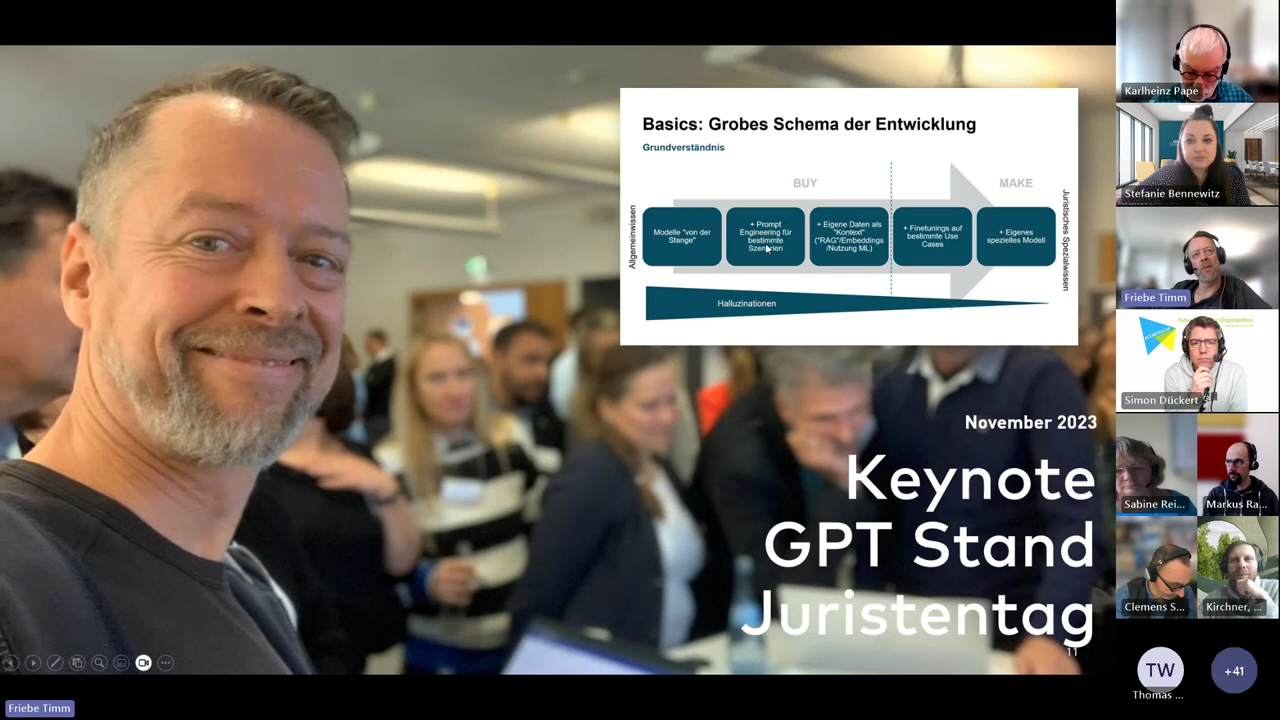 Basics: Grobes Schema der Entwicklung
Grundverständnis
BUY
MAKE
Allgemeinwissen
Modelle "von der
Stange"
+ Prompt
Engineering für
bestimmte
Szenarien
+ Eigene Daten als
"Kontext"
("RAG"/Embeddings
/Nutzung ML)
+ Finetunings auf
bestimmte Use
Cases
+ Eigenes
spezielles Modell
Juristisches Spezialwissen
Halluzinationen
November 2023
Keynote
GPT Stand
Juristentag
11
Friebe Timm
Karlheinz Pape
Stefanie Bennewitz
Friebe Timm
Simon Dückert
Sabine Rei...
Markus Ra...
Clemens S...
Kirchner, ...
TW
Thomas ...
+41